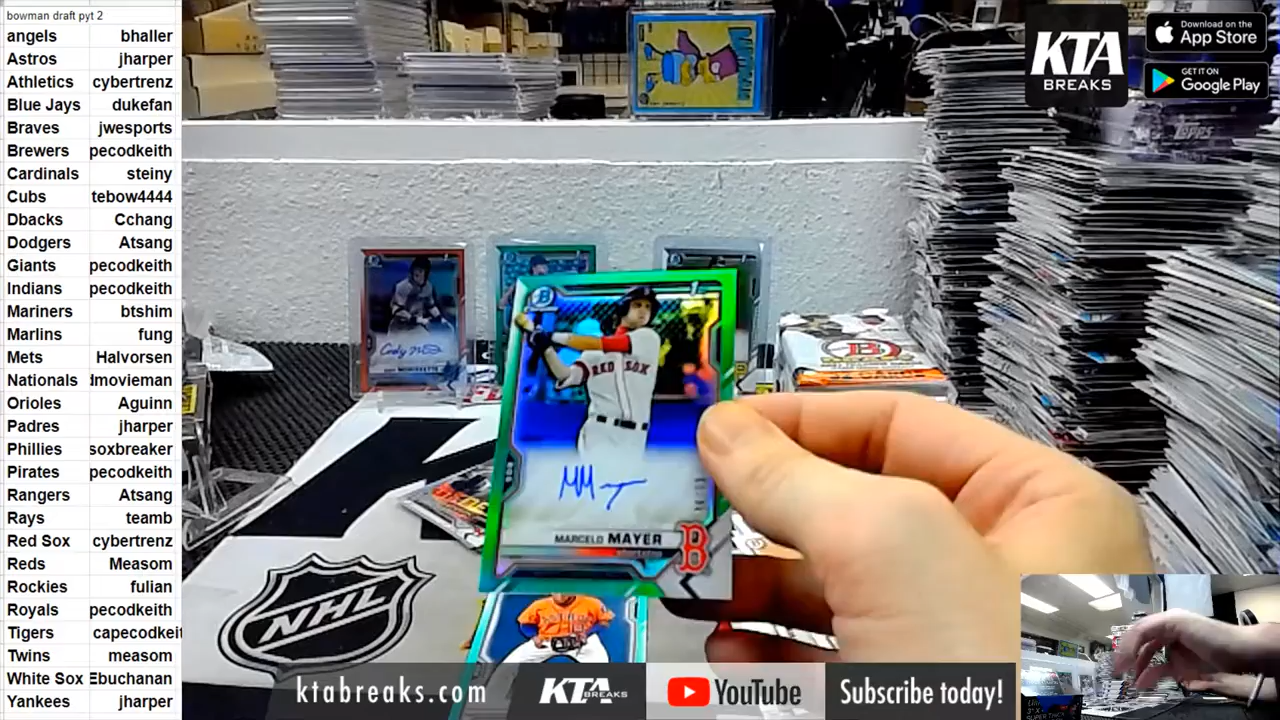 bowman draft pyt 2
angels bhaller
Astros jharper
Athletics cybertrenz
Blue Jays dukefan
Braves jwesports
Brewers pecodkeith
Cardinals steiny
Cubs tebow4444
Dbacks Cchang
Dodgers Atsang
Giants pecodkeith
Indians pecodkeith
Mariners btshim
Marlins fung
Mets Halvorsen
Nationals dmovieman
Orioles Aguinn
Padres jharper
Phillies soxbreaker
Pirates pecodkeith
Rangers Atsang
Rays teamb
Red Sox cybertrenz
Reds Measom
Rockies fulian
Royals pecodkeith
Tigers capecodkeit
Twins measom
White Sox Ebuchanan
Yankees jharper
KTA
BREAKS
Download on the
App Store
GET IT ON
Google Play
Topps
RED SOX
MM
MARCELO MAYER
shortstop
B
NHL
ktabreaks.com
KTA
BREAKS
YouTube
Subscribe today!